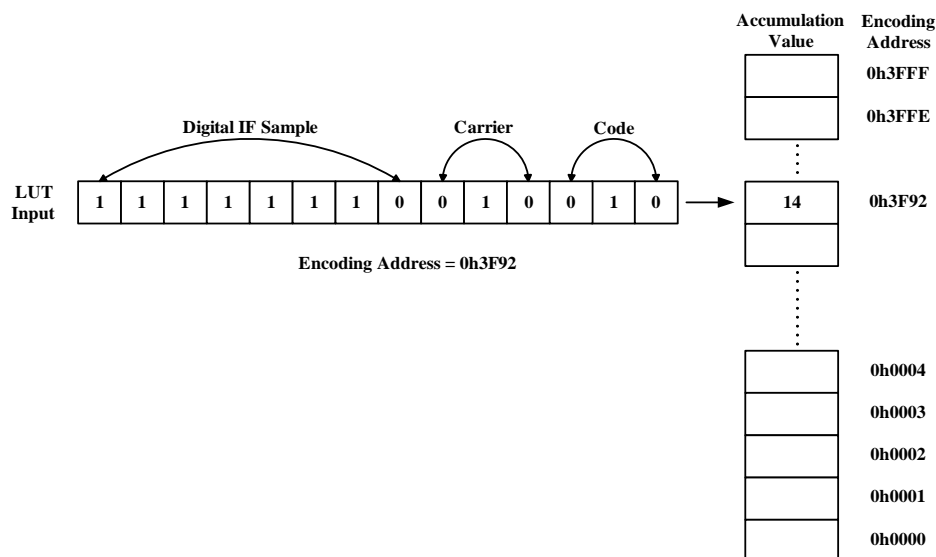 Accumulation Value
Encoding Address
0h3FFF
0h3FFE
Digital IF Sample
Carrier
Code
LUT Input
1 1 1 1 1 1 1 0 0 1 0 0 1 0
14
0h3F92
Encoding Address = 0h3F92
0h0004
0h0003
0h0002
0h0001
0h0000